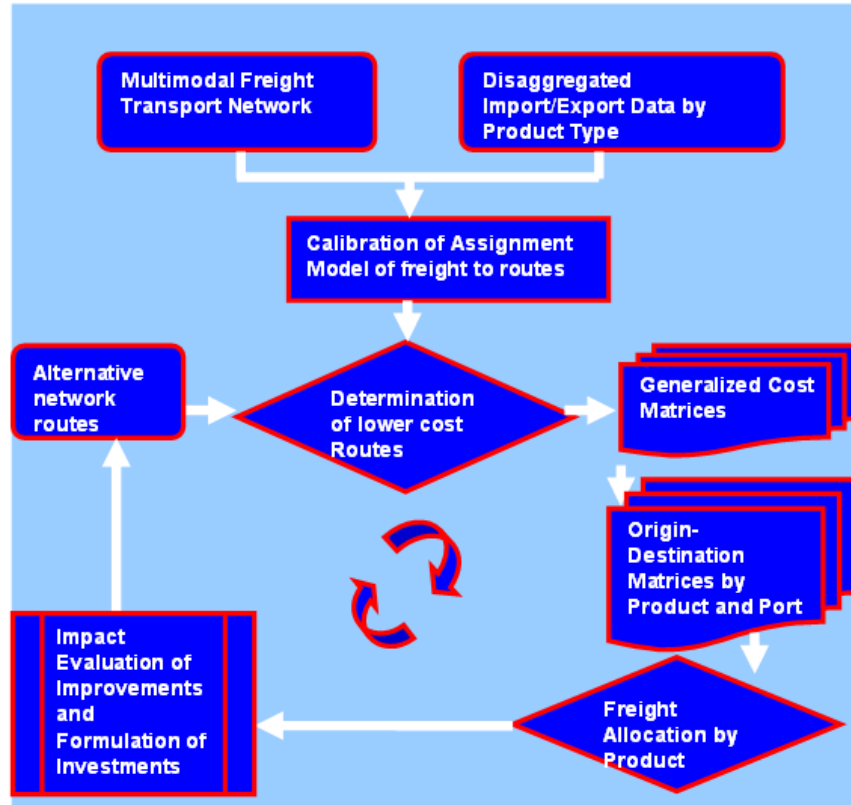 Multimodal Freight
Transport Network
Disaggregated
Import/Export Data by
Product Type
Calibration of Assignment
Model of freight to routes
Alternative
network
routes
Determination
of lower cost
Routes
Generalized Cost
Matrices
Origin-
Destination
Matrices by
Product and Port
Impact
Evaluation of
Improvements
and
Formulation of
Investments
Freight
Allocation by
Product